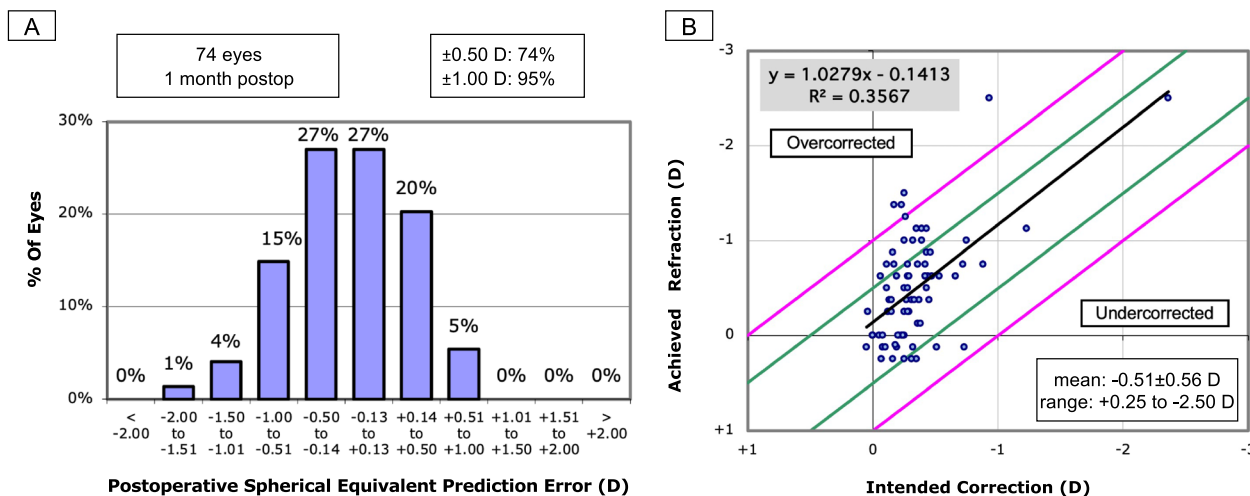 A
74 eyes
1 month postop
±0.50 D: 74%
±1.00 D: 95%
% Of Eyes
30%
20%
10%
0%
0%
1%
4%
15%
27%
27%
20%
5%
0%
0%
0%
<
-2.00
-2.00
to
-1.51
-1.50
to
-1.01
-1.00
to
-0.51
-0.50
to
-0.14
-0.13
to
+0.13
+0.14
to
+0.50
+0.51
to
+1.00
+1.01
to
+1.50
+1.51
to
+2.00
>
+2.00
Postoperative Spherical Equivalent Prediction Error (D)
B
y = 1.0279x - 0.1413
R² = 0.3567
Overcorrected
Undercorrected
mean: -0.51±0.56 D
range: +0.25 to -2.50 D
Achieved Refraction (D)
-3
-2
-1
0
+1
+1
0
-1
-2
-3
Intended Correction (D)